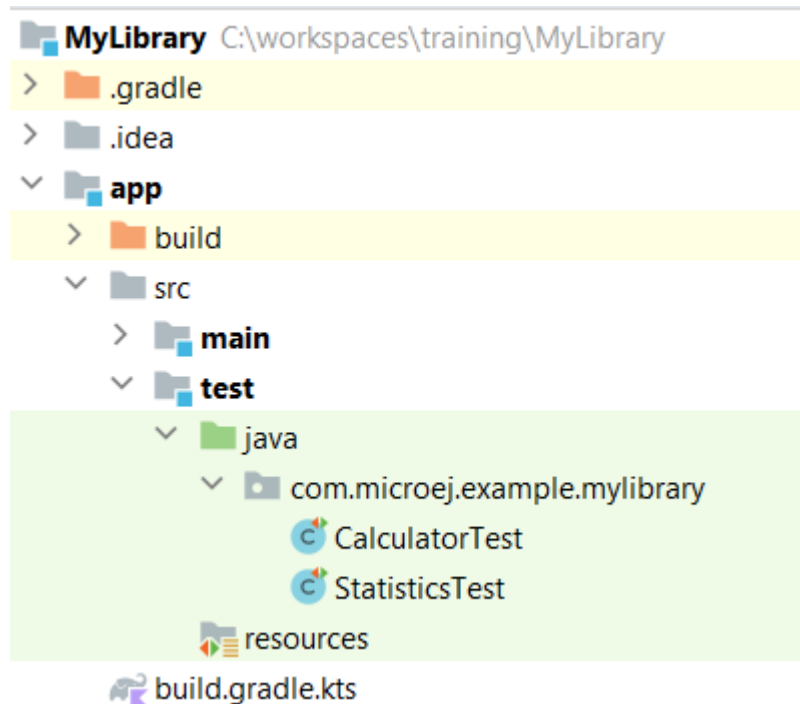 MyLibrary C:\workspaces\training\MyLibrary
.gradle
.idea
app
build
src
main
test
java
com.microej.example.mylibrary
C CalculatorTest
C StatisticsTest
resources
build.gradle.kts